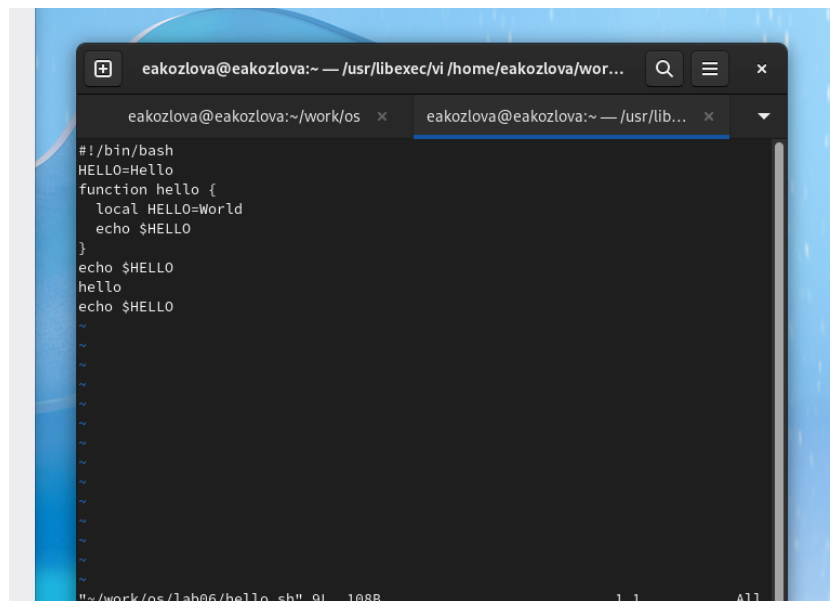 eakozlova@eakozlova:~ — /usr/libexec/vi /home/eakozlova/wor...
eakozlova@eakozlova:~/work/os × eakozlova@eakozlova:~ — /usr/lib... ×
#!/bin/bash
HELLO=Hello
function hello {
  local HELLO=World
  echo $HELLO
}
echo $HELLO
hello
echo $HELLO
~
~
~
~
~
~
~
~
~
~
~
~
~
~
"~/work/os/lab06/hello.sh" 9L, 108B 1,1 All